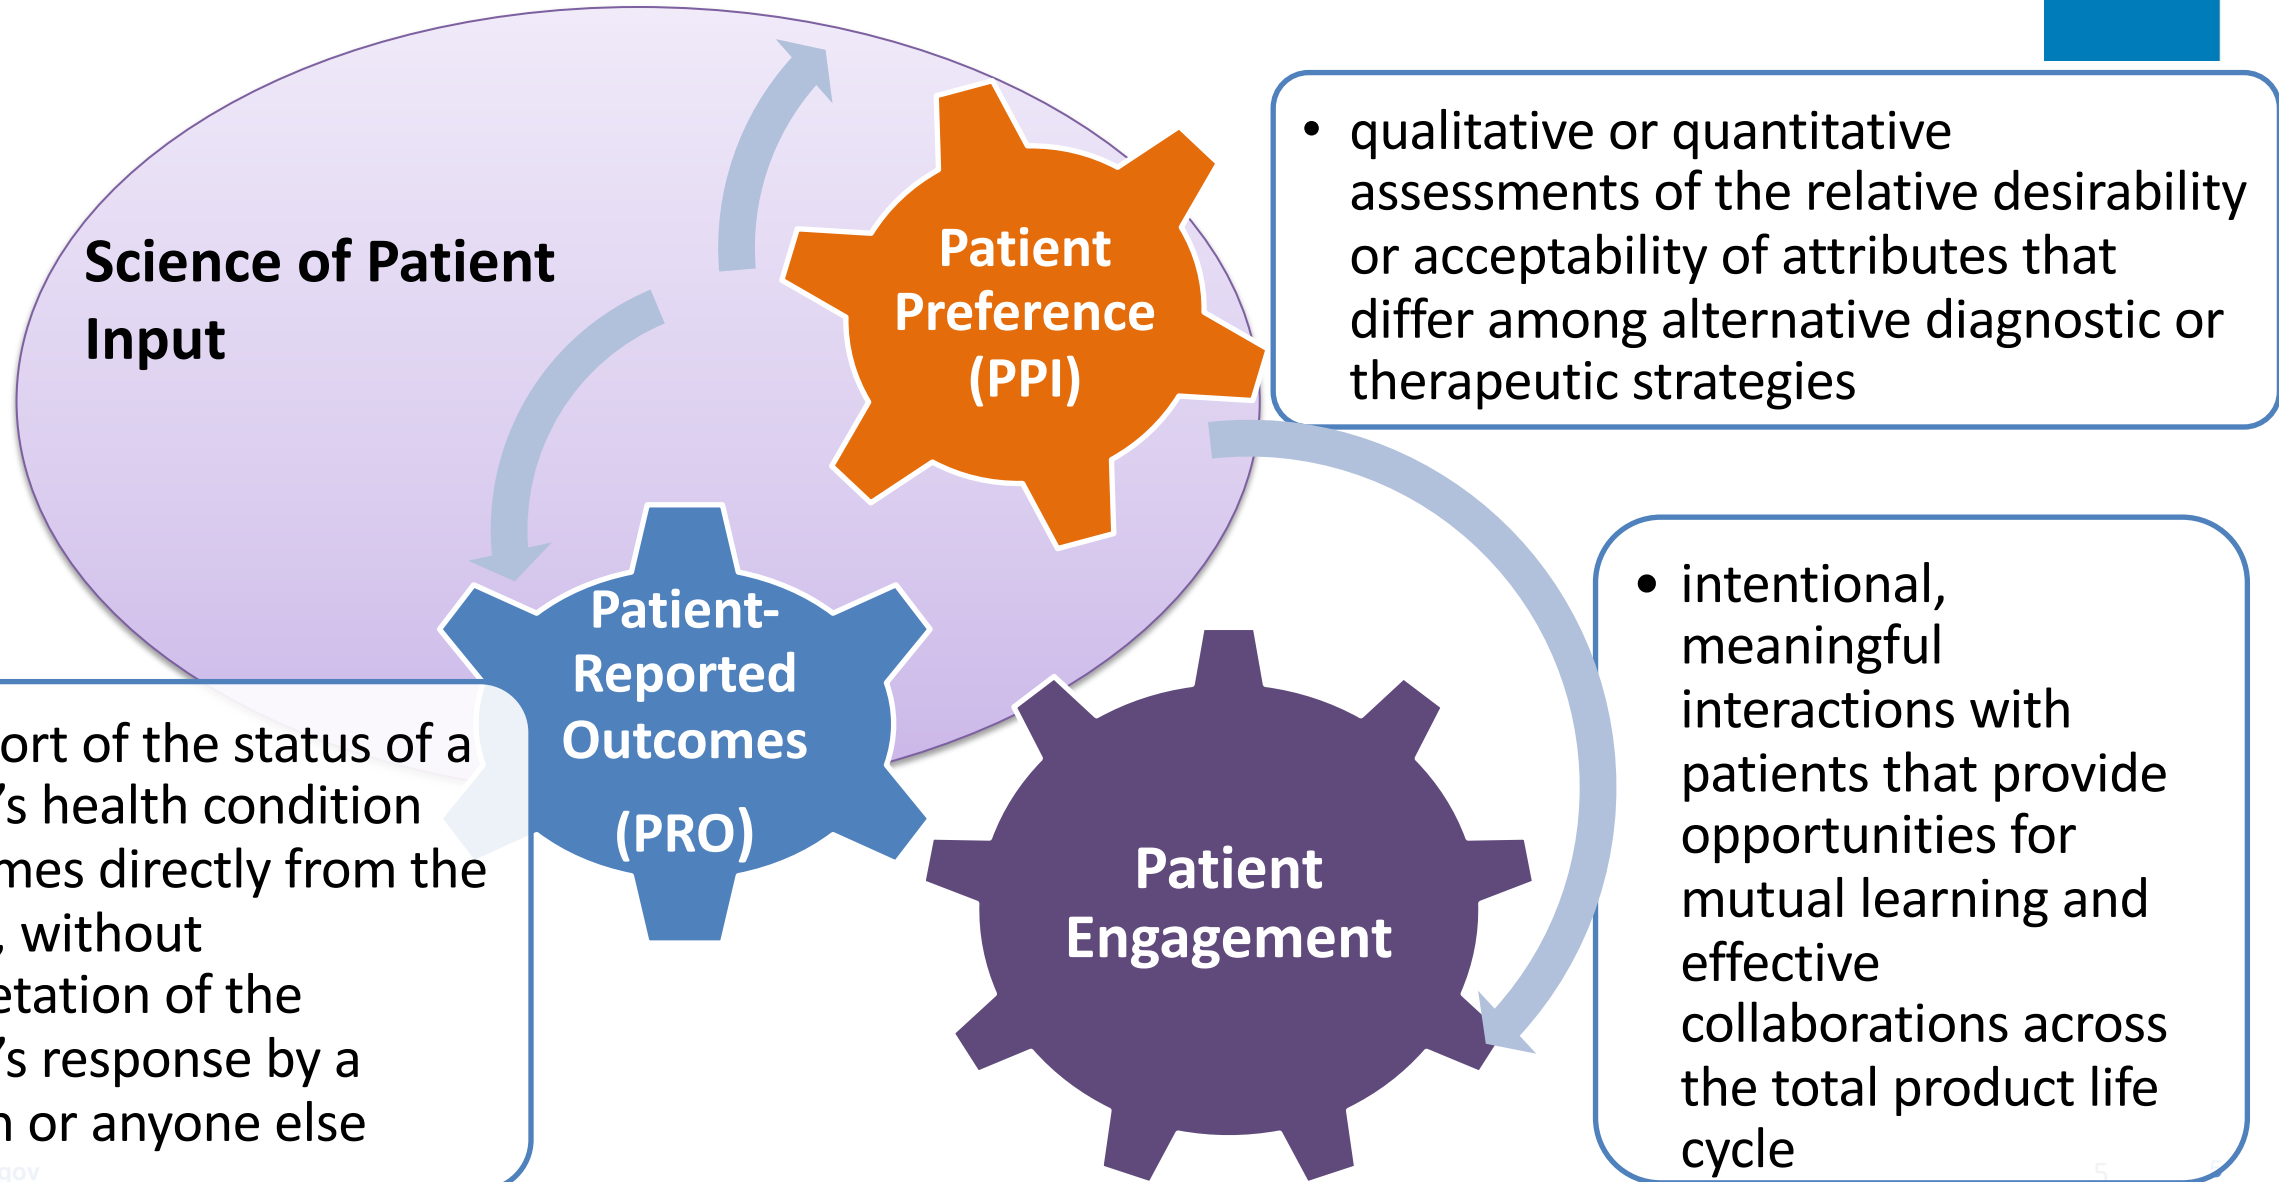 Science of Patient
Input
Patient
Preference
(PPI)
• qualitative or quantitative
assessments of the relative desirability
or acceptability of attributes that
differ among alternative diagnostic or
therapeutic strategies
Patient-
Reported
Outcomes
(PRO)
ort of the status of a
's health condition
mes directly from the
, without
etation of the
's response by a
n or anyone else
Patient
Engagement
• intentional,
meaningful
interactions with
patients that provide
opportunities for
mutual learning and
effective
collaborations across
the total product life
cycle
gov
5